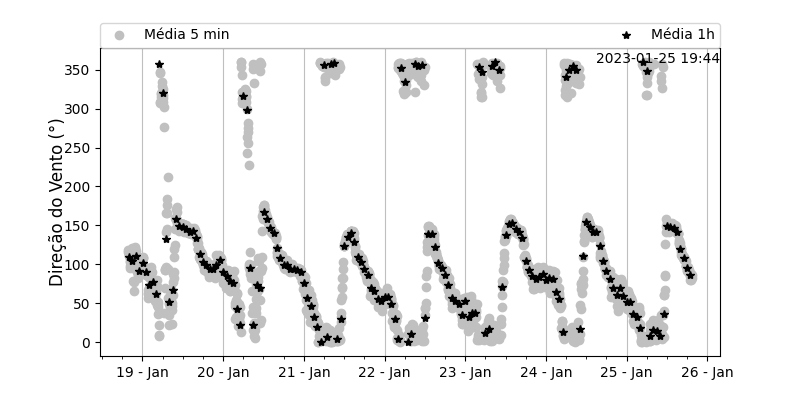 Média 5 min
Média 1h
2023-01-25 19:44
Direção do Vento (°)
350
300
250
200
150
100
50
0
19 - Jan
20 - Jan
21 - Jan
22 - Jan
23 - Jan
24 - Jan
25 - Jan
26 - Jan